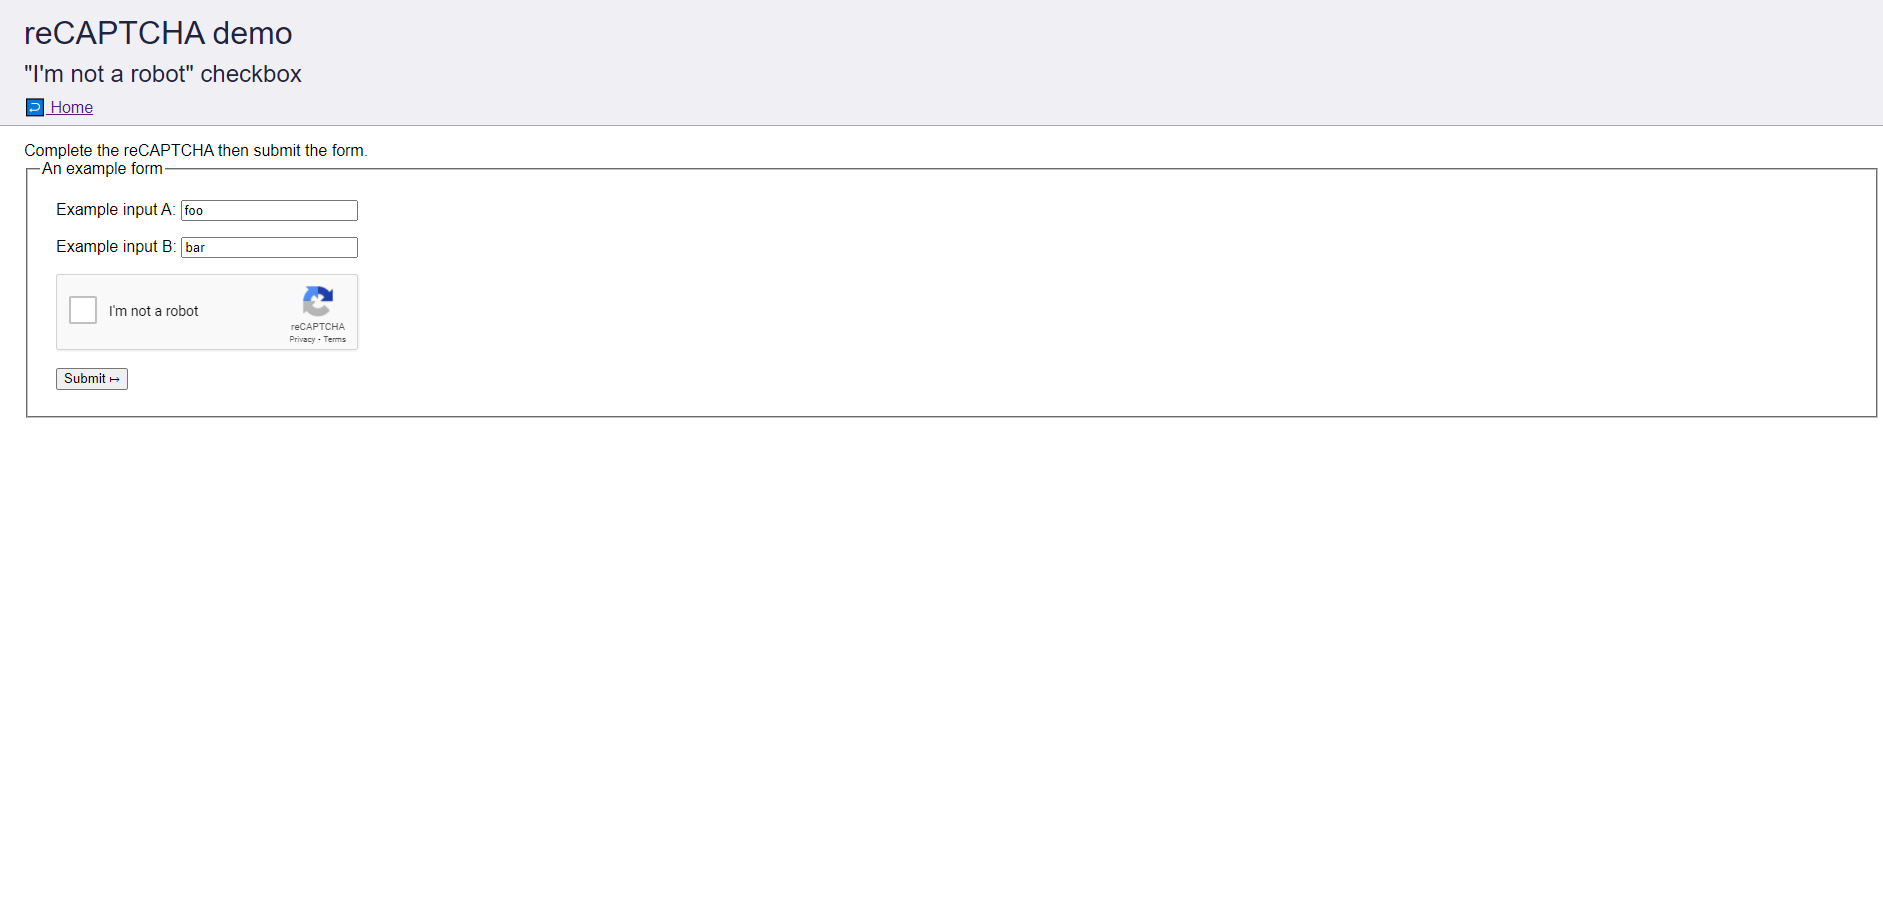 reCAPTCHA demo
"I'm not a robot" checkbox
Home
Complete the reCAPTCHA then submit the form.
An example form
Example input A: foo
Example input B: bar
I'm not a robot
reCAPTCHA
Privacy - Terms
Submit ↦